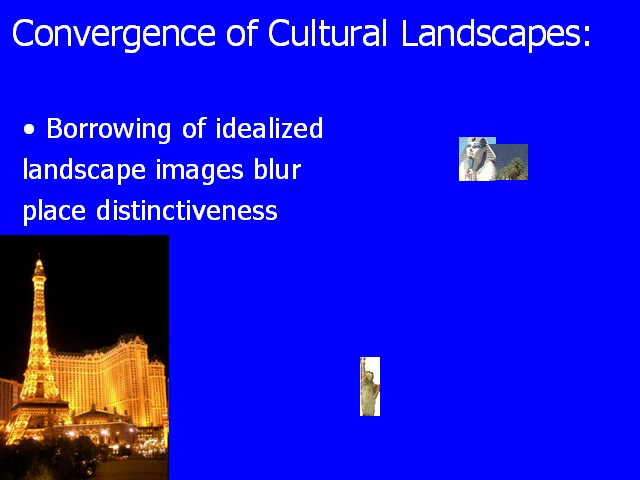 Convergence of Cultural Landscapes:
• Borrowing of idealized
landscape images blur
place distinctiveness